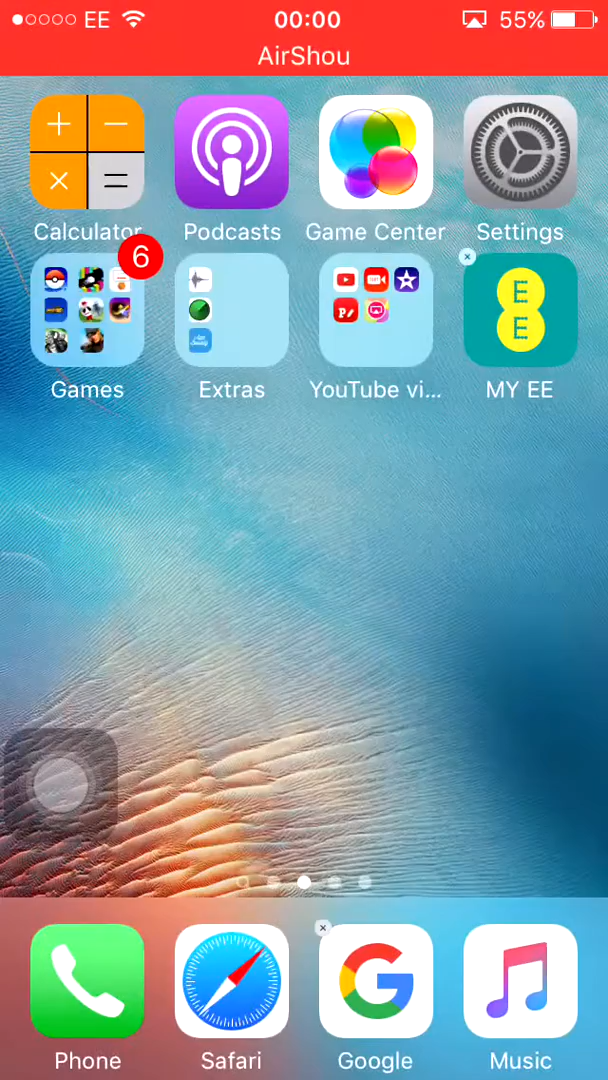 EE 00:00 55%
AirShou
Calculator Podcasts Game Center Settings
6
Games Extras YouTube vi... MY EE
E
E
Phone Safari Google Music